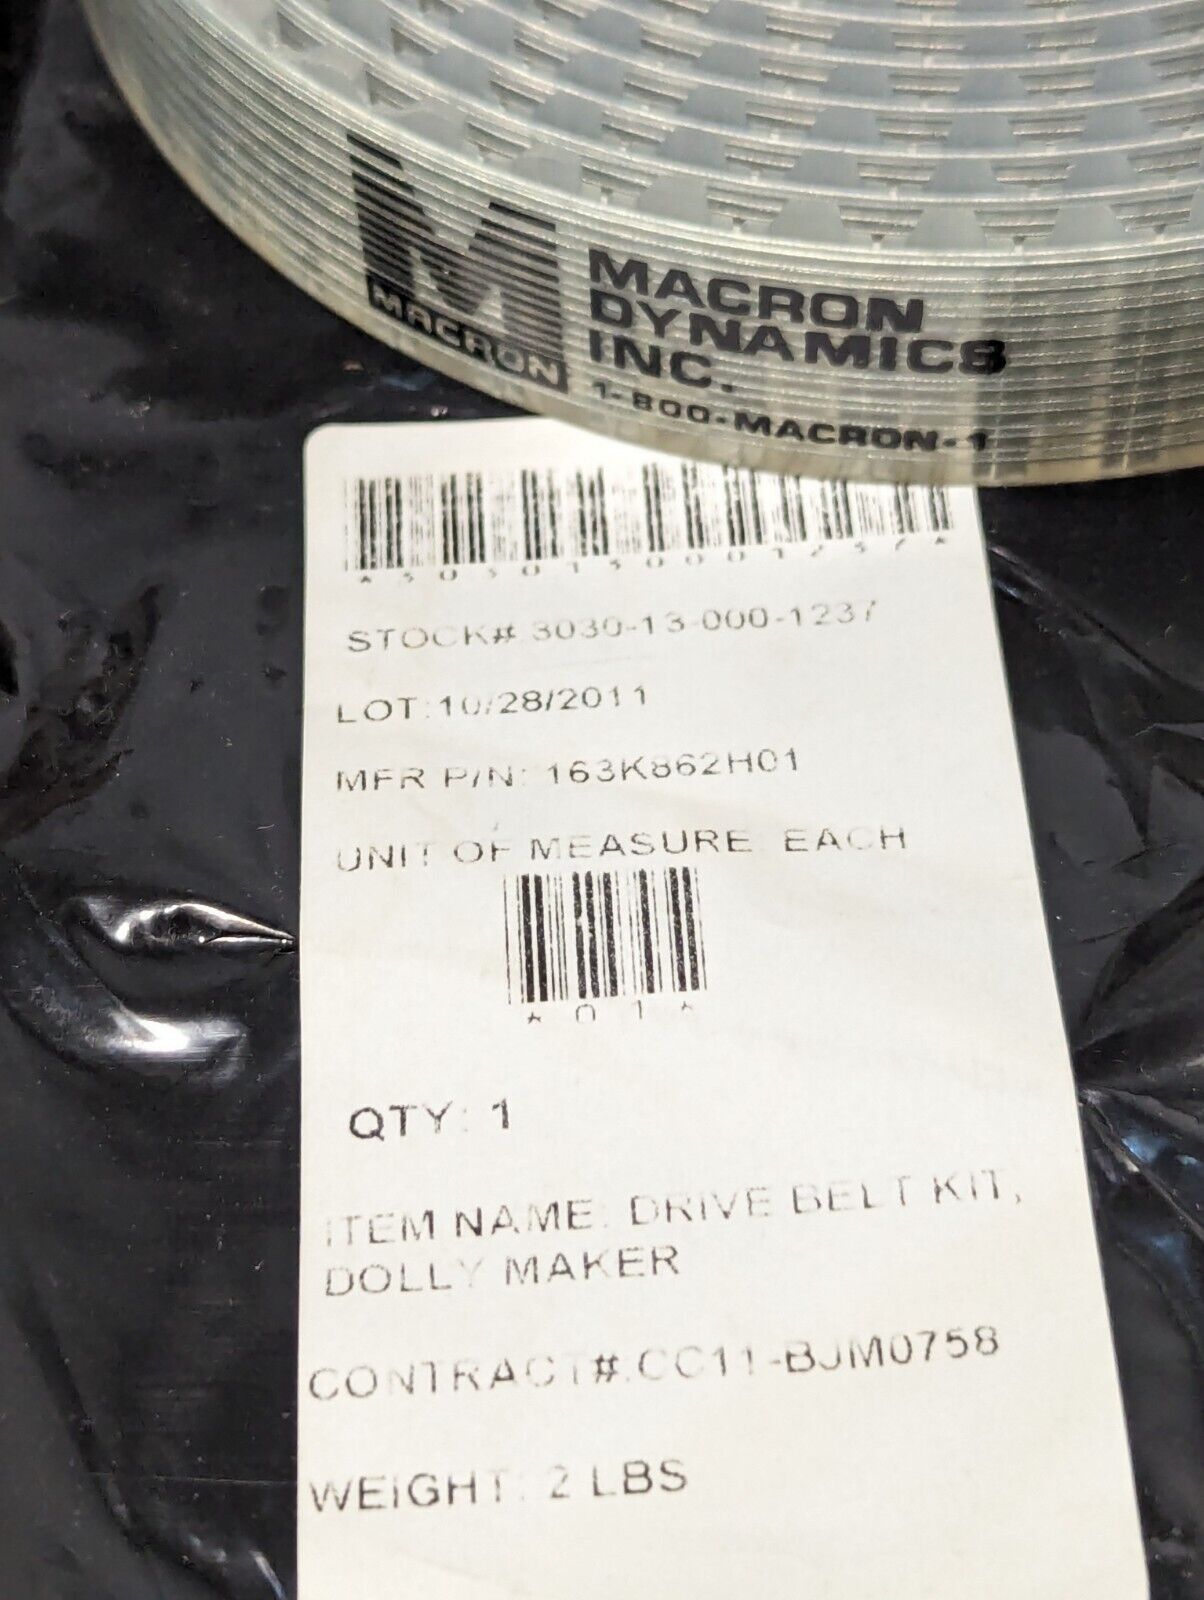 M
MACRON
MACRON
DYNAMICS
INC.
1-800-MACRON-1
*3030130001237*
STOCK# 3030-13-000-1237
LOT:10/28/2011
MFR P/N: 163K862H01
UNIT OF MEASURE: EACH
*01*
QTY: 1
ITEM NAME: DRIVE BELT KIT,
DOLLY MAKER
CONTRACT#:CC11-BJM0758
WEIGHT: 2 LBS